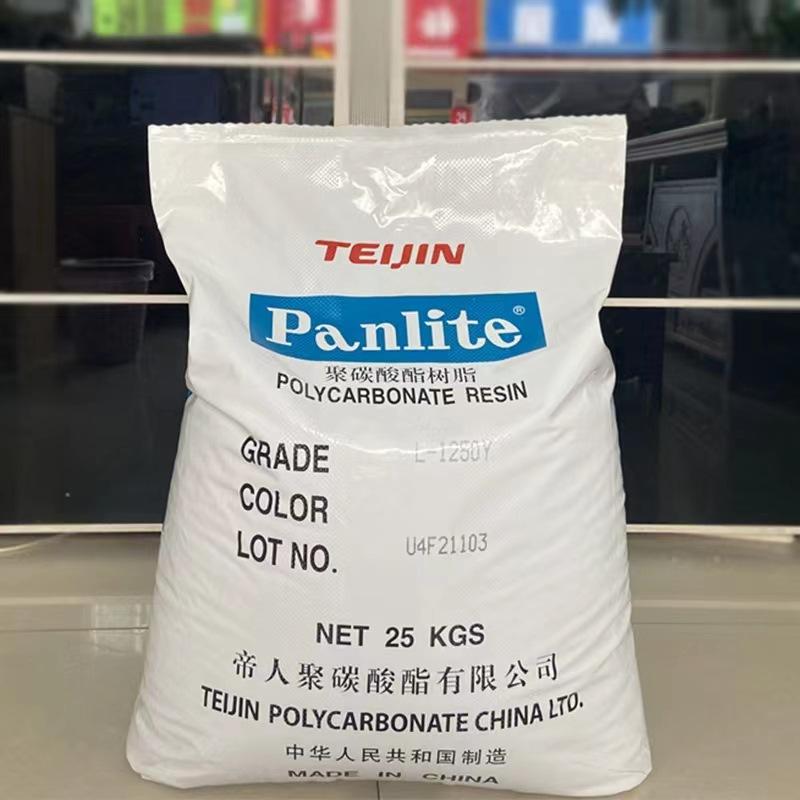 TEIJIN
Panlite®
聚碳酸酯树脂
POLYCARBONATE RESIN
GRADE L-1250Y
COLOR
LOT NO. U4F21103
NET 25 KGS
帝人聚碳酸酯有限公司
TEIJIN POLYCARBONATE CHINA LTD.
中华人民共和国制造
MADE IN CHINA